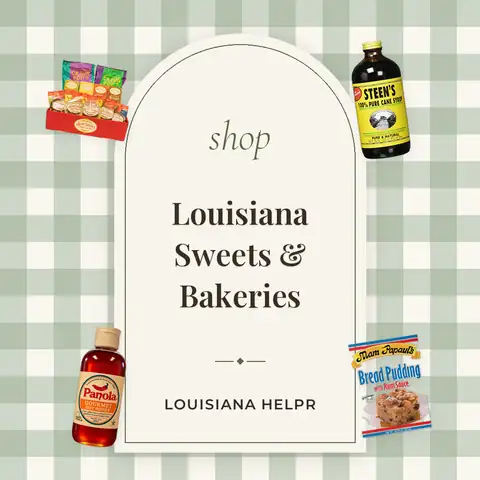 shop
Louisiana
Sweets &
Bakeries
LOUISIANA HELPR
STEEN'S
100% PURE CANE SYRUP
Panola
GOURMET
Mam Papaul's
Bread Pudding
with Rum Sauce